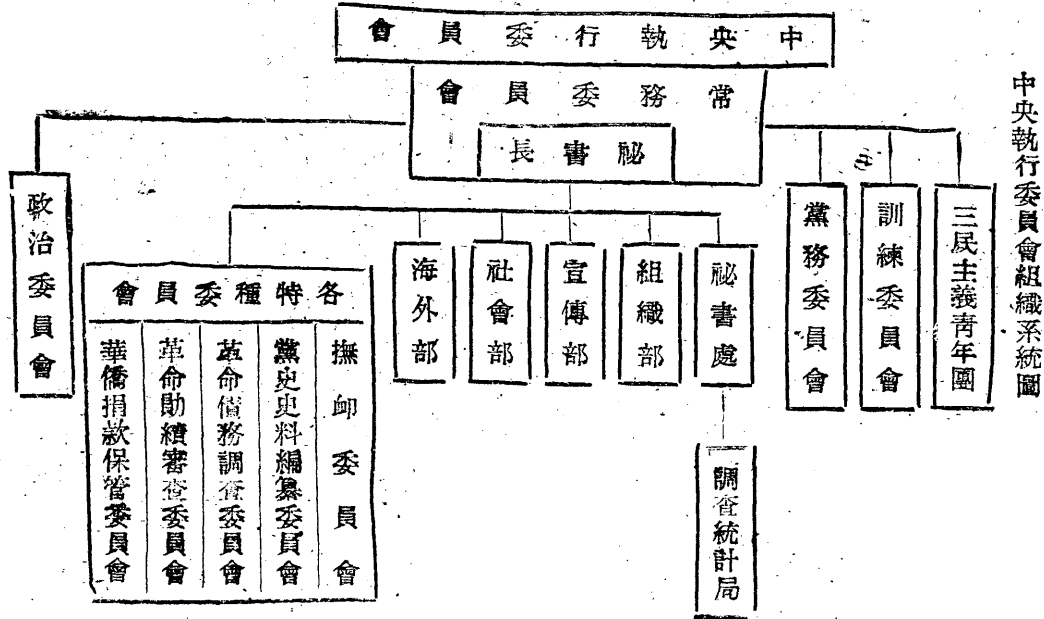 中央執行委員會組織系統圖
中央執行委員會
常務委員會
祕書長
三民主義青年團
訓練委員會
黨務委員會
祕書處
組織部
宣傳部
社會部
海外部
各特種委員會
撫卹委員會
黨史史料編纂委員會
革命債務調查委員會
革命勛績審查委員會
華僑捐款保管委員會
政治委員會
調查統計局